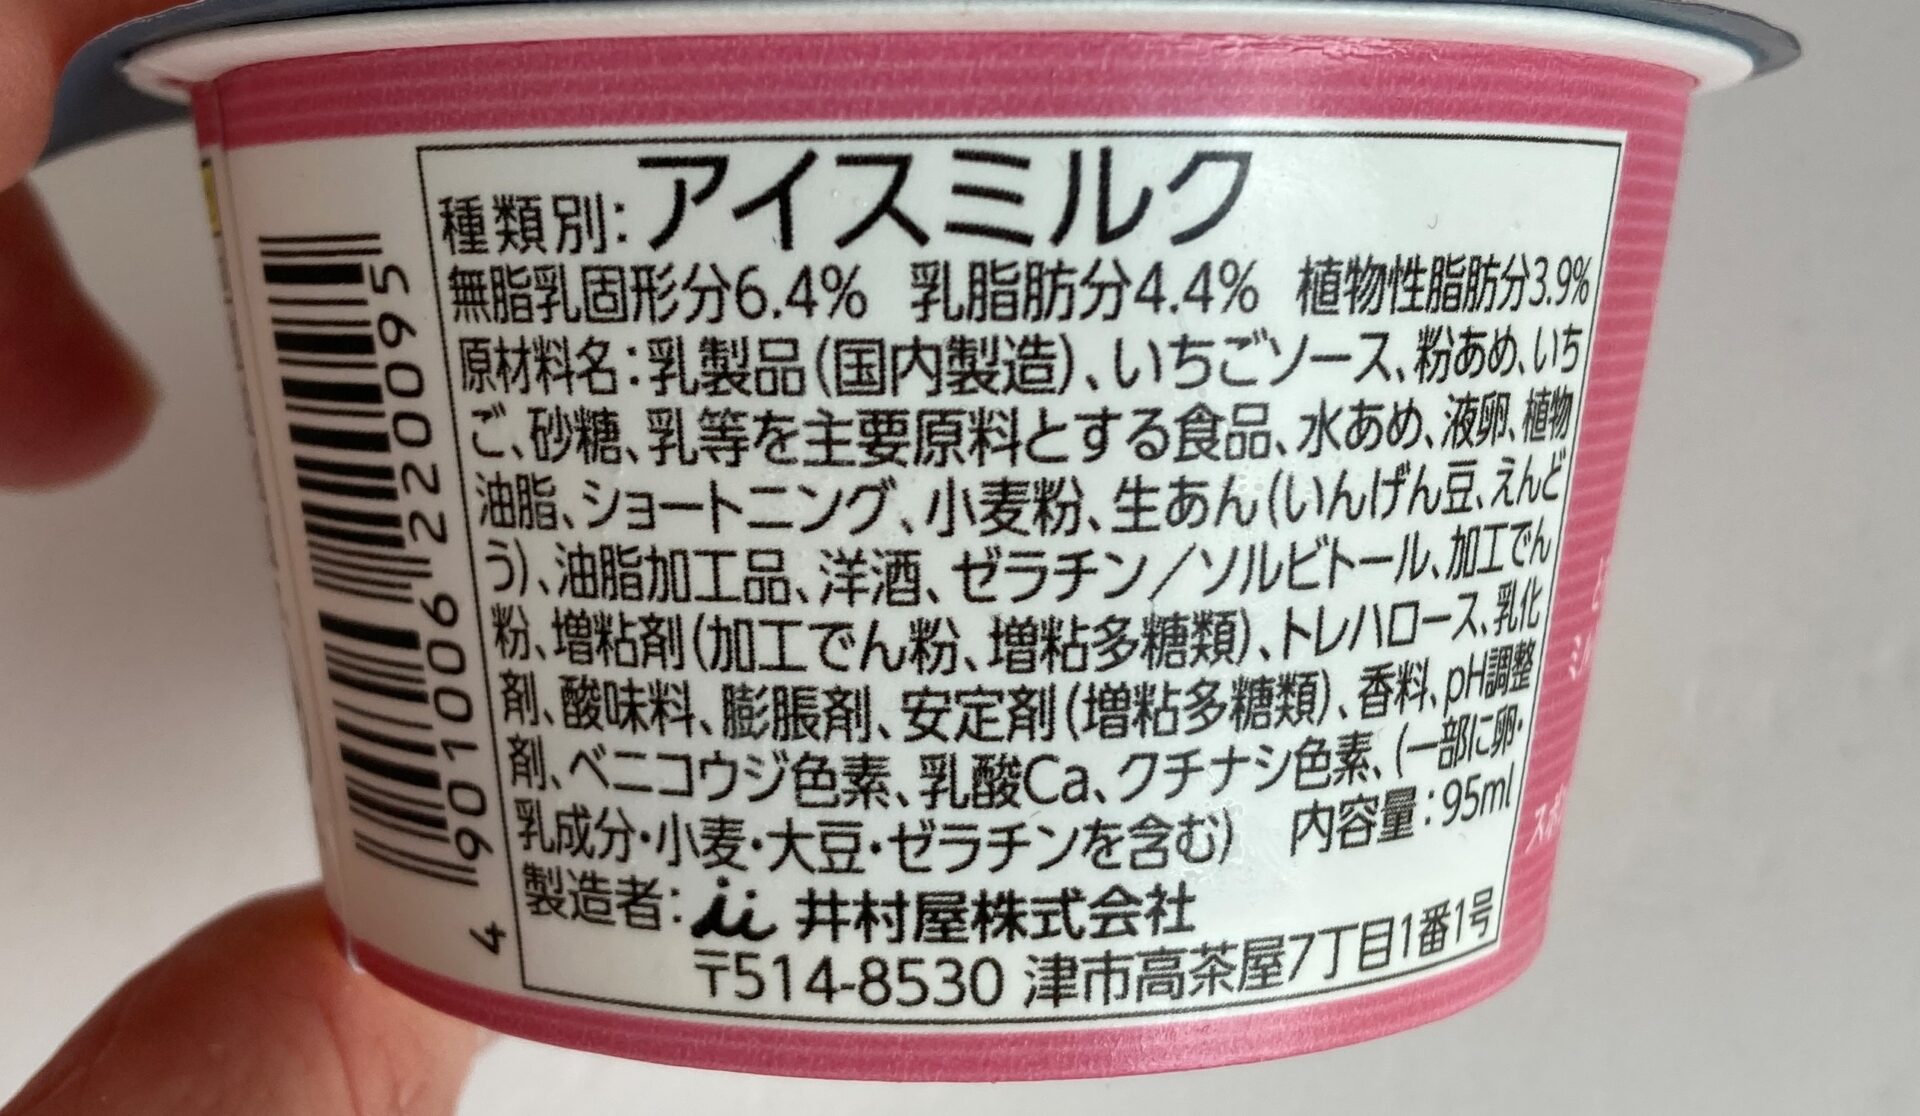 種類別：アイスミルク
無脂乳固形分6.4% 乳脂肪分4.4% 植物性脂肪分3.9%
原材料名：乳製品（国内製造）、いちごソース、粉あめ、いち
ご、砂糖、乳等を主要原料とする食品、水あめ、液卵、植物
油脂、ショートニング、小麦粉、生あん（いんげん豆、えんど
う）、油脂加工品、洋酒、ゼラチン／ソルビトール、加工でん
粉、増粘剤（加工でん粉、増粘多糖類）、トレハロース、乳化
剤、酸味料、膨脹剤、安定剤（増粘多糖類）、香料、pH調整
剤、ベニコウジ色素、乳酸Ca、クチナシ色素、（一部に卵・
乳成分・小麦・大豆・ゼラチンを含む） 内容量：95ml
製造者：井村屋株式会社
〒514-8530 津市高茶屋7丁目1番1号
4 901006 220095